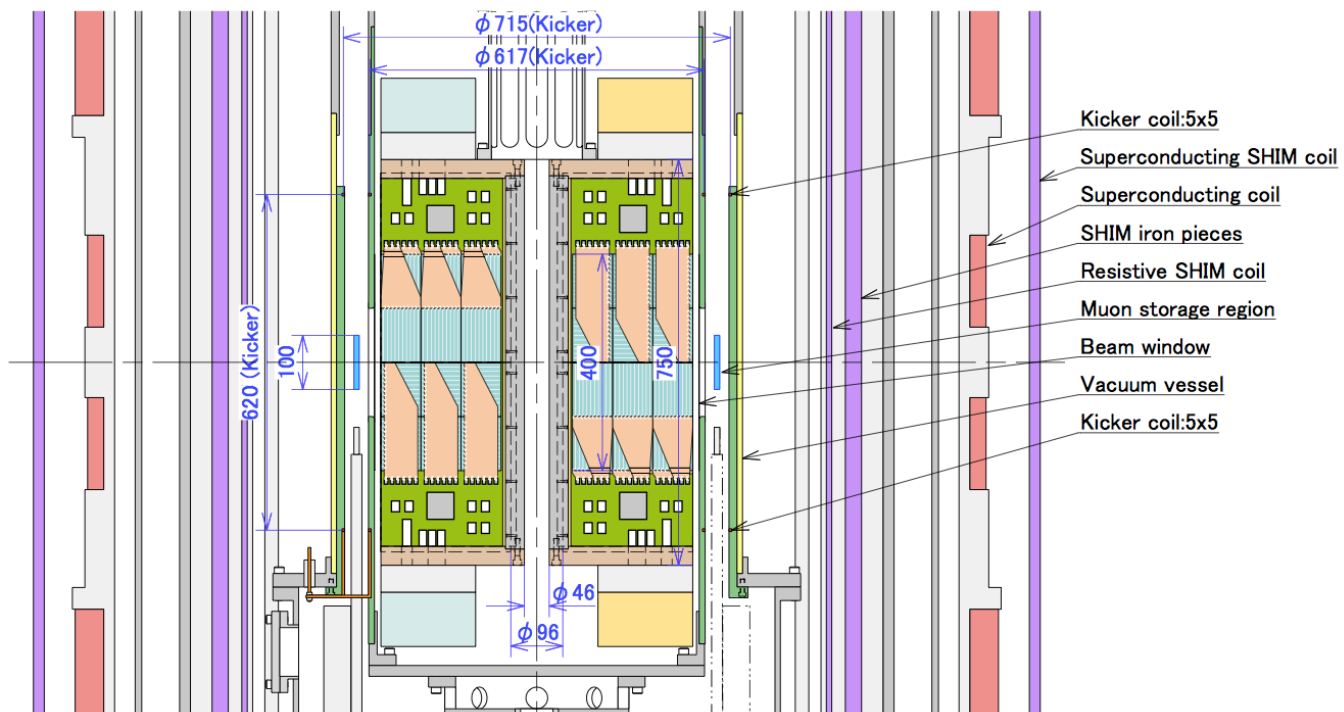 φ715(Kicker)
φ617(Kicker)
Kicker coil:5x5
Superconducting SHIM coil
Superconducting coil
SHIM iron pieces
Resistive SHIM coil
Muon storage region
Beam window
Vacuum vessel
Kicker coil:5x5
620 (Kicker)
100
400
750
φ46
φ96